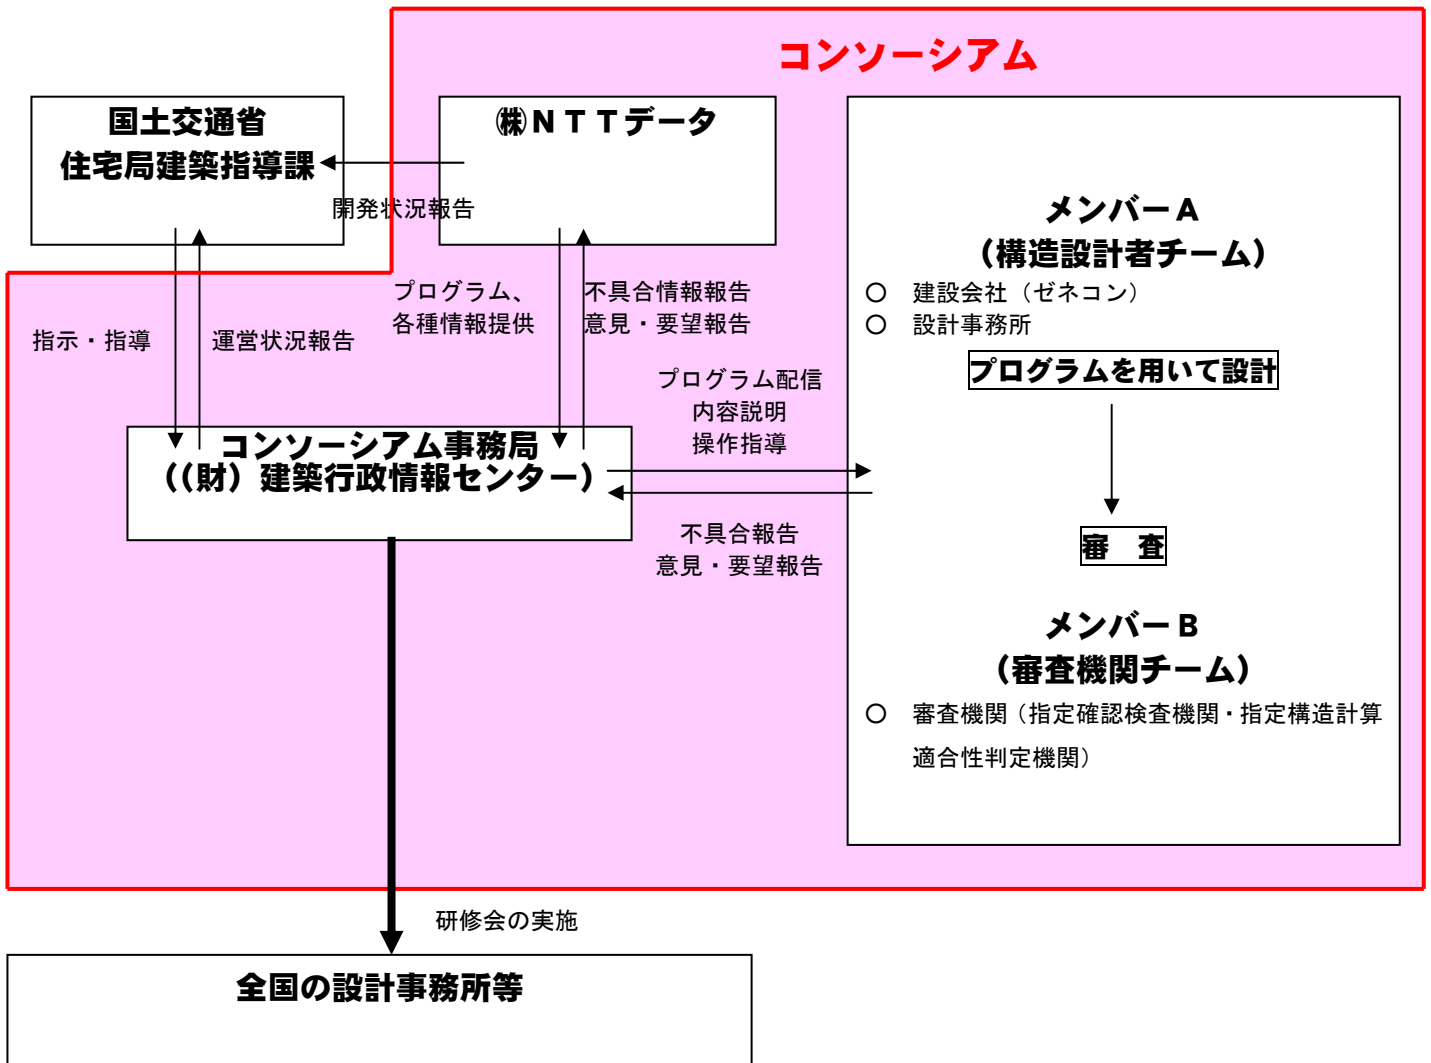 コンソーシアム
国土交通省
住宅局建築指導課
㈱ＮＴＴデータ
開発状況報告
メンバーＡ
（構造設計者チーム）
○　建設会社（ゼネコン）
○　設計事務所
プログラムを用いて設計
審　査
メンバーＢ
（審査機関チーム）
○　審査機関（指定確認検査機関・指定構造計算
適合性判定機関）
指示・指導
運営状況報告
プログラム、
各種情報提供
不具合情報報告
意見・要望報告
プログラム配信
内容説明
操作指導
コンソーシアム事務局
（（財）建築行政情報センター）
不具合報告
意見・要望報告
研修会の実施
全国の設計事務所等